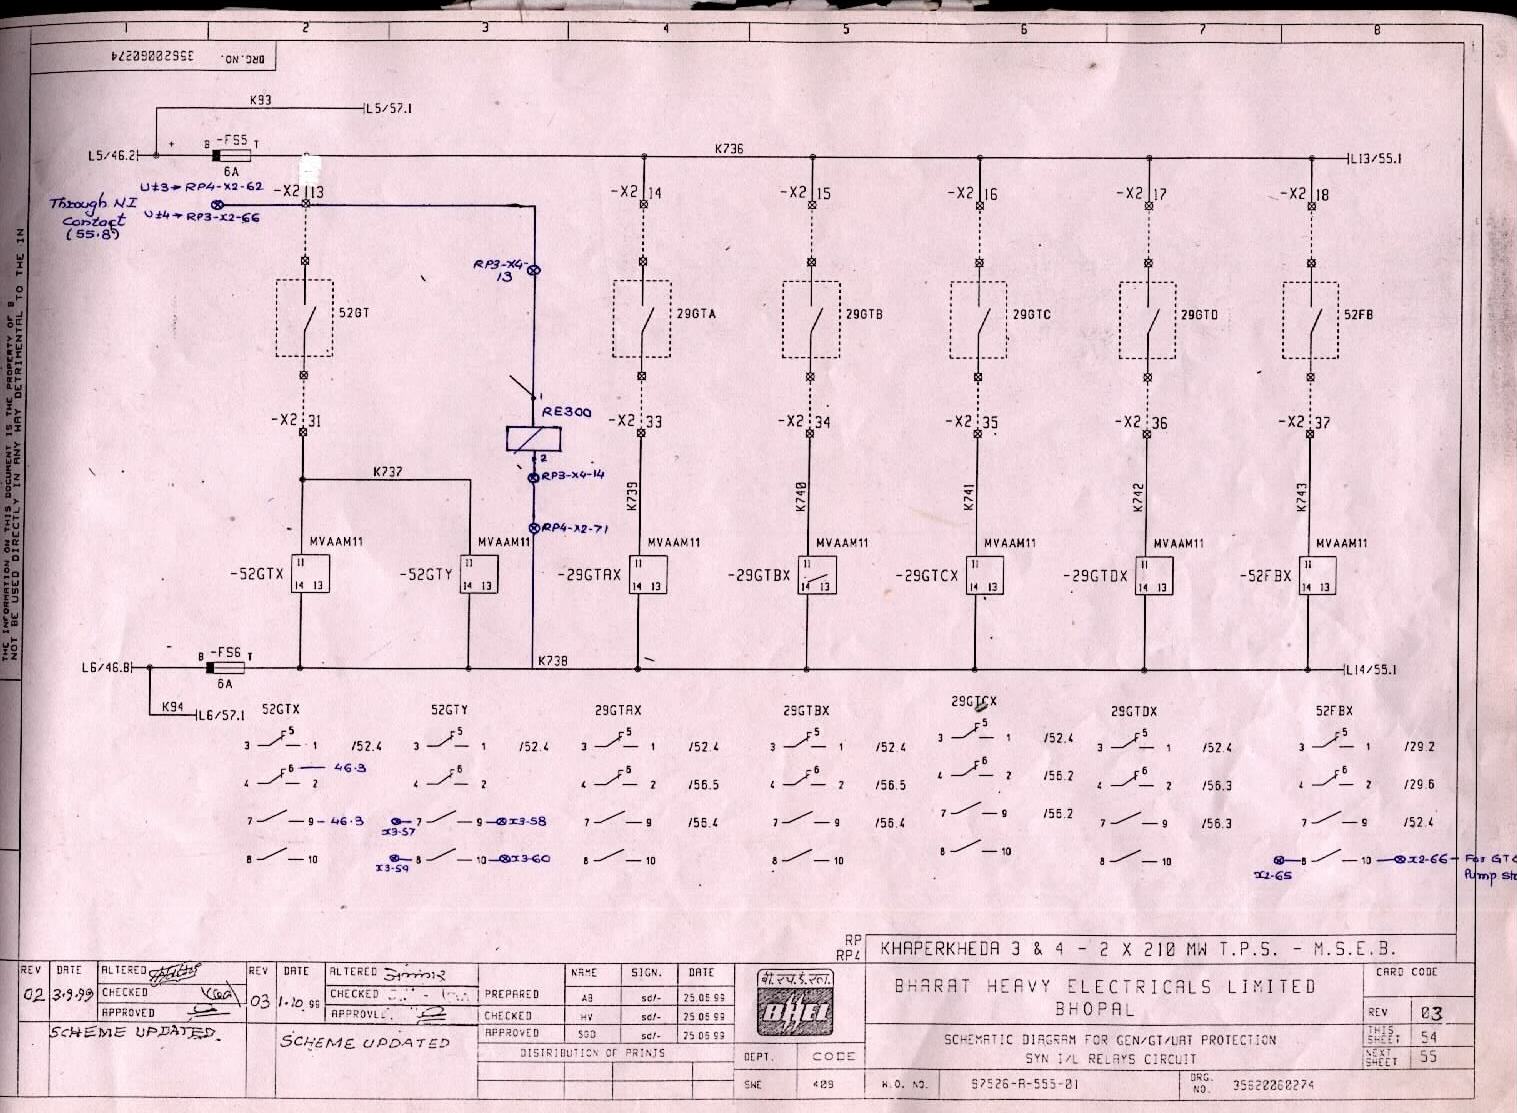 1 2 3 4 5 6 7 8
DRG.NO. 35620060274
K93
L5/57.1
L5/46.2
+
B -FS5 T
6A
K736
L13/55.1
U#3→ RP4-X2-62
U#4→ RP3-X2-66
Through NI
Contact
(55.8)
-X2 13
-X2 14
-X2 15
-X2 16
-X2 17
-X2 18
RP3-X4-
13
52GT
29GTA
29GTB
29GTC
29GTD
52FB
1
RE300
2
-X2 31
-X2 33
-X2 34
-X2 35
-X2 36
-X2 37
K737
RP3-X4-14
RP4-X2-71
K739
K740
K741
K742
K743
MVAAM11 MVAAM11 MVAAM11 MVAAM11 MVAAM11 MVAAM11 MVAAM11
-52GTX 11 14 13
-52GTY 11 14 13
-29GTAX 11 14 13
-29GTBX 11 14 13
-29GTCX 11 14 13
-29GTDX 11 14 13
-52FBX 11 14 13
L6/46.8
B -FS6 T
6A
K738
L14/55.1
K94
L6/57.1
52GTX
3 5 1 /52.4
4 6 2 46.3
7 9 - 46.3
8 10
52GTY
3 5 1 /52.4
4 6 2
7 9
X3-57 X3-58
8 10
X3-59 X3-60
29GTAX
3 5 1 /52.4
4 6 2 /56.5
7 9 /56.4
8 10
29GTBX
3 5 1 /52.4
4 6 2 /56.5
7 9 /56.4
8 10
29GTCX
3 5 1 /52.4
4 6 2 /56.2
7 9 /56.2
8 10
29GTDX
3 5 1 /52.4
4 6 2 /56.3
7 9 /56.3
8 10
52FBX
3 5 1 /29.2
4 6 2 /29.6
7 9 /52.4
8 10
X2-65 X2-66 - For
Pump
THE INFORMATION ON THIS DOCUMENT IS THE PROPERTY OF B
NOT BE USED DIRECTLY IN ANY WAY DETRIMENTAL TO THE IN
REV DATE ALTERED
02 3.9.99 CHECKED
APPROVED
SCHEME UPDATED.
REV DATE ALTERED
03 1.10.99 CHECKED
SCHEME UPDATED
NAME SIGN. DATE
PREPARED AB sd/- 25.06.99
CHECKED HV sd/- 25.06.99
APPROVED SGD sd/- 25.06.99
DISTRIBUTION OF PRINTS
बी.एच.ई.एल.
BHEL
DEPT. CODE
SWE 409
RP
RP4
KHAPERKHEDA 3 & 4 - 2 X 210 MW T.P.S. - M.S.E.B.
BHARAT HEAVY ELECTRICALS LIMITED
BHOPAL
SCHEMATIC DIAGRAM FOR GEN/GT/UAT PROTECTION
SYN I/L RELAYS CIRCUIT
W.O. NO. 97526-A-555-01
DRG. NO. 35620060274
CARD CODE
REV 03
THIS SHEET: 54
NEXT SHEET 55